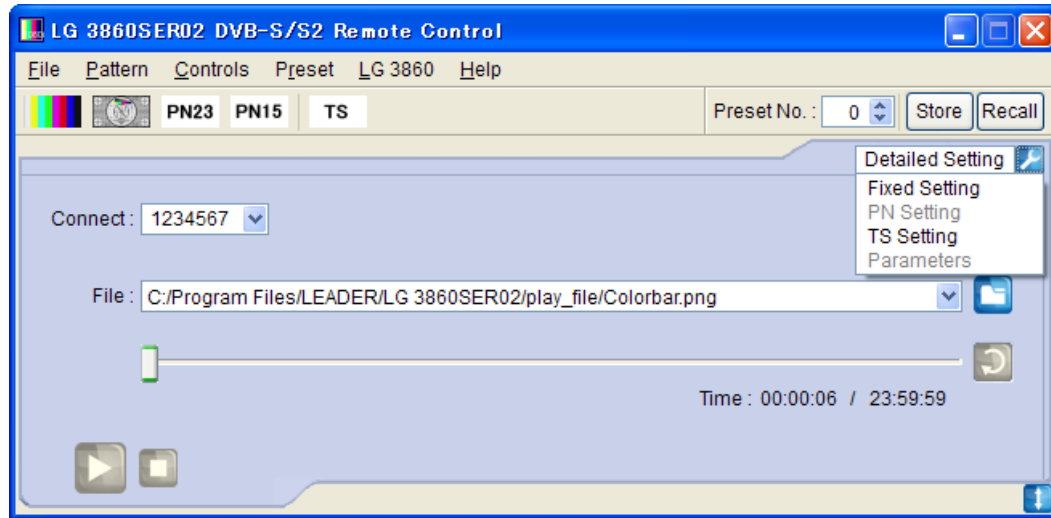 LG 3860SER02 DVB-S/S2 Remote Control
File Pattern Controls Preset LG 3860 Help
PN23 PN15 TS Preset No. : 0 Store Recall
Detailed Setting
Fixed Setting
PN Setting
TS Setting
Parameters
Connect : 1234567
File : C:/Program Files/LEADER/LG 3860SER02/play_file/Colorbar.png
Time : 00:00:06 / 23:59:59